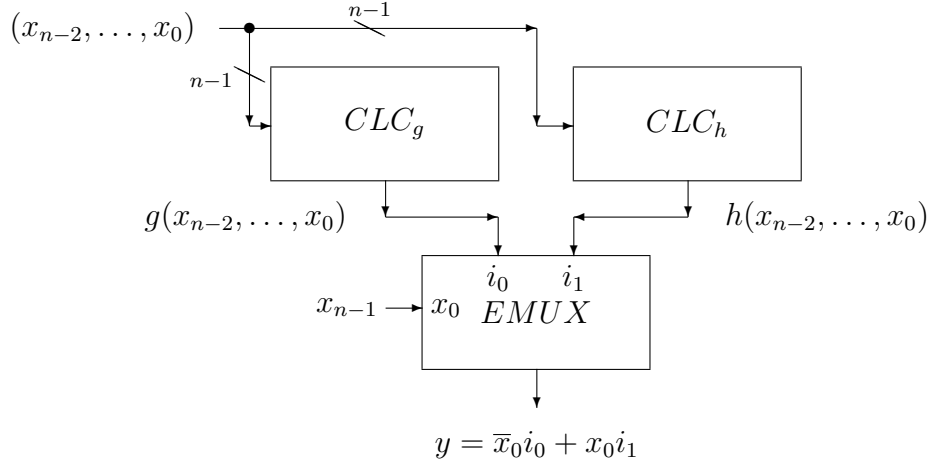 n−1
(x_{n−2}, . . . , x_0)
n−1
CLC_g
CLC_h
g(x_{n−2}, . . . , x_0)
h(x_{n−2}, . . . , x_0)
i_0 i_1
x_{n−1} x_0 EMUX
y = \overline{x}_0 i_0 + x_0 i_1